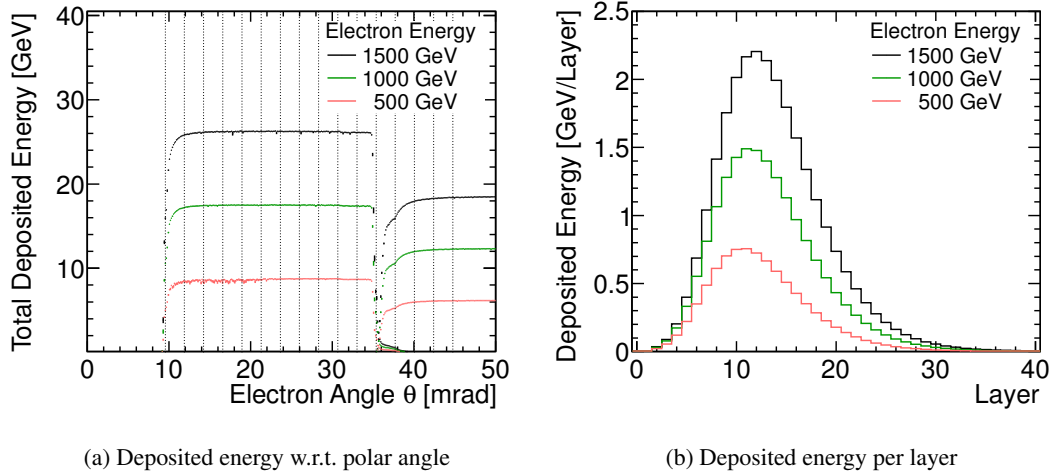 Total Deposited Energy [GeV]
40
30
20
10
0
10
20
30
40
50
Electron Angle θ [mrad]
Electron Energy
1500 GeV
1000 GeV
500 GeV
(a) Deposited energy w.r.t. polar angle
Deposited Energy [GeV/Layer]
2.5
2
1.5
1
0.5
0
0
10
20
30
40
Layer
Electron Energy
1500 GeV
1000 GeV
500 GeV
(b) Deposited energy per layer